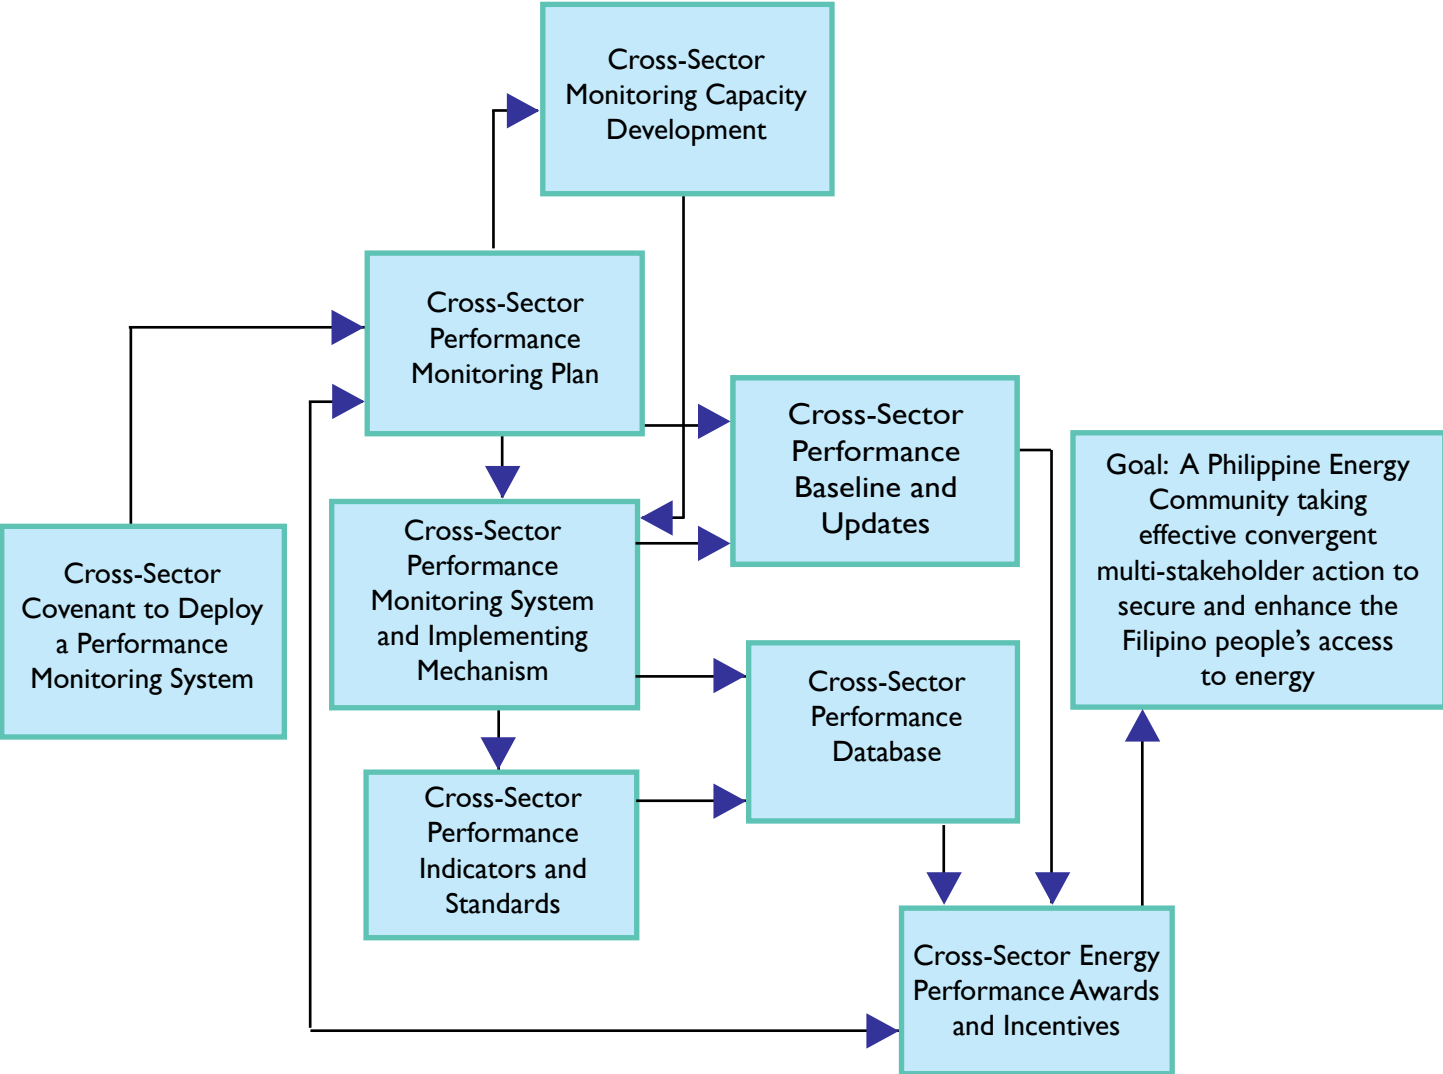 Cross-Sector
Monitoring Capacity
Development
Cross-Sector
Performance
Monitoring Plan
Cross-Sector
Performance
Baseline and
Updates
Goal: A Philippine Energy
Community taking
effective convergent
multi-stakeholder action to
secure and enhance the
Filipino people’s access
to energy
Cross-Sector
Performance
Monitoring System
and Implementing
Mechanism
Cross-Sector
Covenant to Deploy
a Performance
Monitoring System
Cross-Sector
Performance
Database
Cross-Sector
Performance
Indicators and
Standards
Cross-Sector Energy
Performance Awards
and Incentives